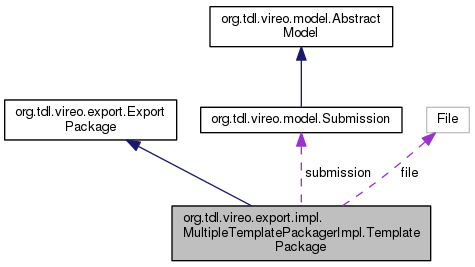 org.tdl.vireo.model.Abstract
Model
org.tdl.vireo.export.Export
Package
org.tdl.vireo.model.Submission
File
submission
file
org.tdl.vireo.export.impl.
MultipleTemplatePackagerImpl.Template
Package